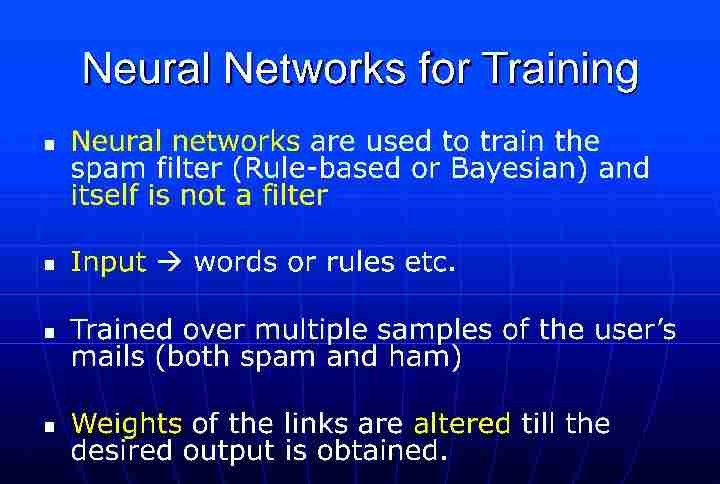 Neural Networks for Training
Neural networks are used to train the
spam filter (Rule-based or Bayesian) and
itself is not a filter
Input → words or rules etc.
Trained over multiple samples of the user’s
mails (both spam and ham)
Weights of the links are altered till the
desired output is obtained.